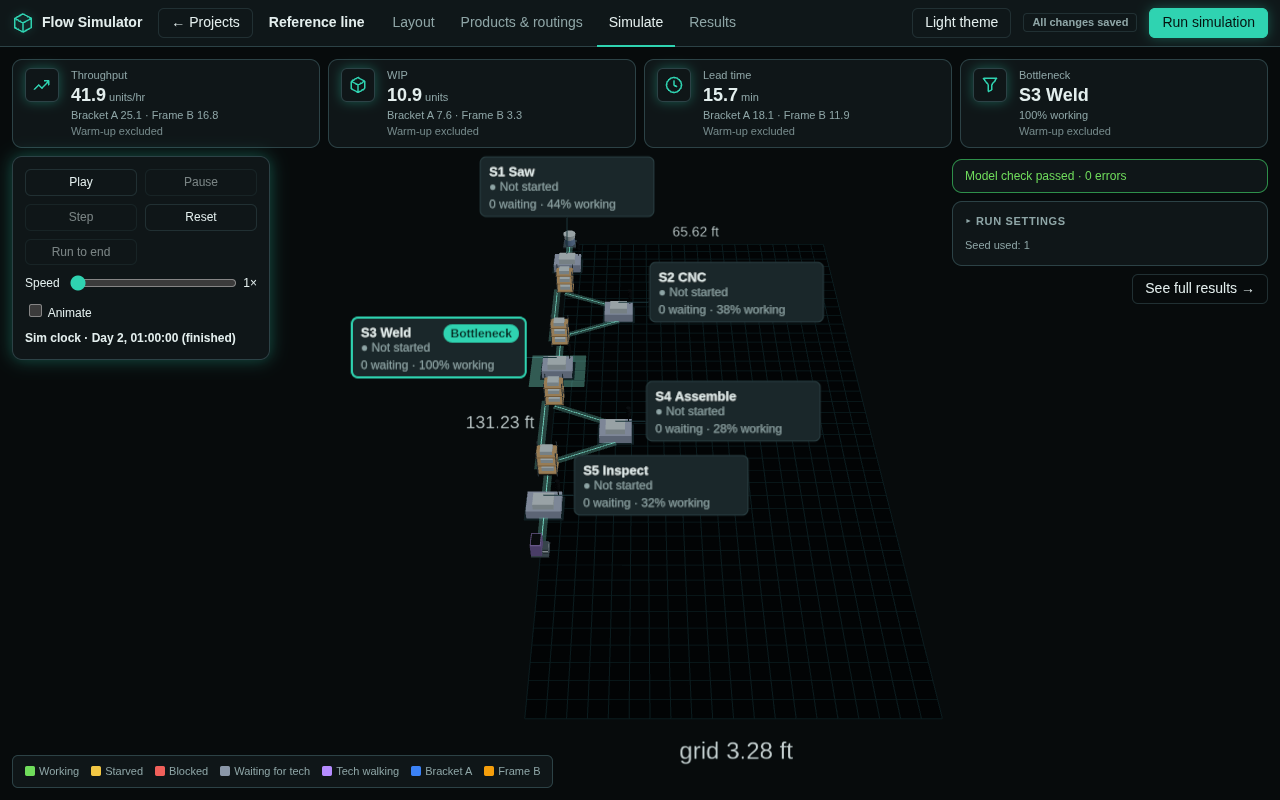 Flow Simulator
← Projects
Reference line
Layout
Products & routings
Simulate
Results
Light theme
All changes saved
Run simulation
Throughput
41.9 units/hr
Bracket A 25.1 · Frame B 16.8
Warm-up excluded
WIP
10.9 units
Bracket A 7.6 · Frame B 3.3
Warm-up excluded
Lead time
15.7 min
Bracket A 18.1 · Frame B 11.9
Warm-up excluded
Bottleneck
S3 Weld
100% working
Warm-up excluded
Play
Pause
Step
Reset
Run to end
Speed
1×
Animate
Sim clock · Day 2, 01:00:00 (finished)
S1 Saw
● Not started
0 waiting · 44% working
65.62 ft
S2 CNC
● Not started
0 waiting · 38% working
S3 Weld
Bottleneck
● Not started
0 waiting · 100% working
S4 Assemble
● Not started
0 waiting · 28% working
131.23 ft
S5 Inspect
● Not started
0 waiting · 32% working
grid 3.28 ft
Model check passed · 0 errors
▸ RUN SETTINGS
Seed used: 1
See full results →
Working
Starved
Blocked
Waiting for tech
Tech walking
Bracket A
Frame B